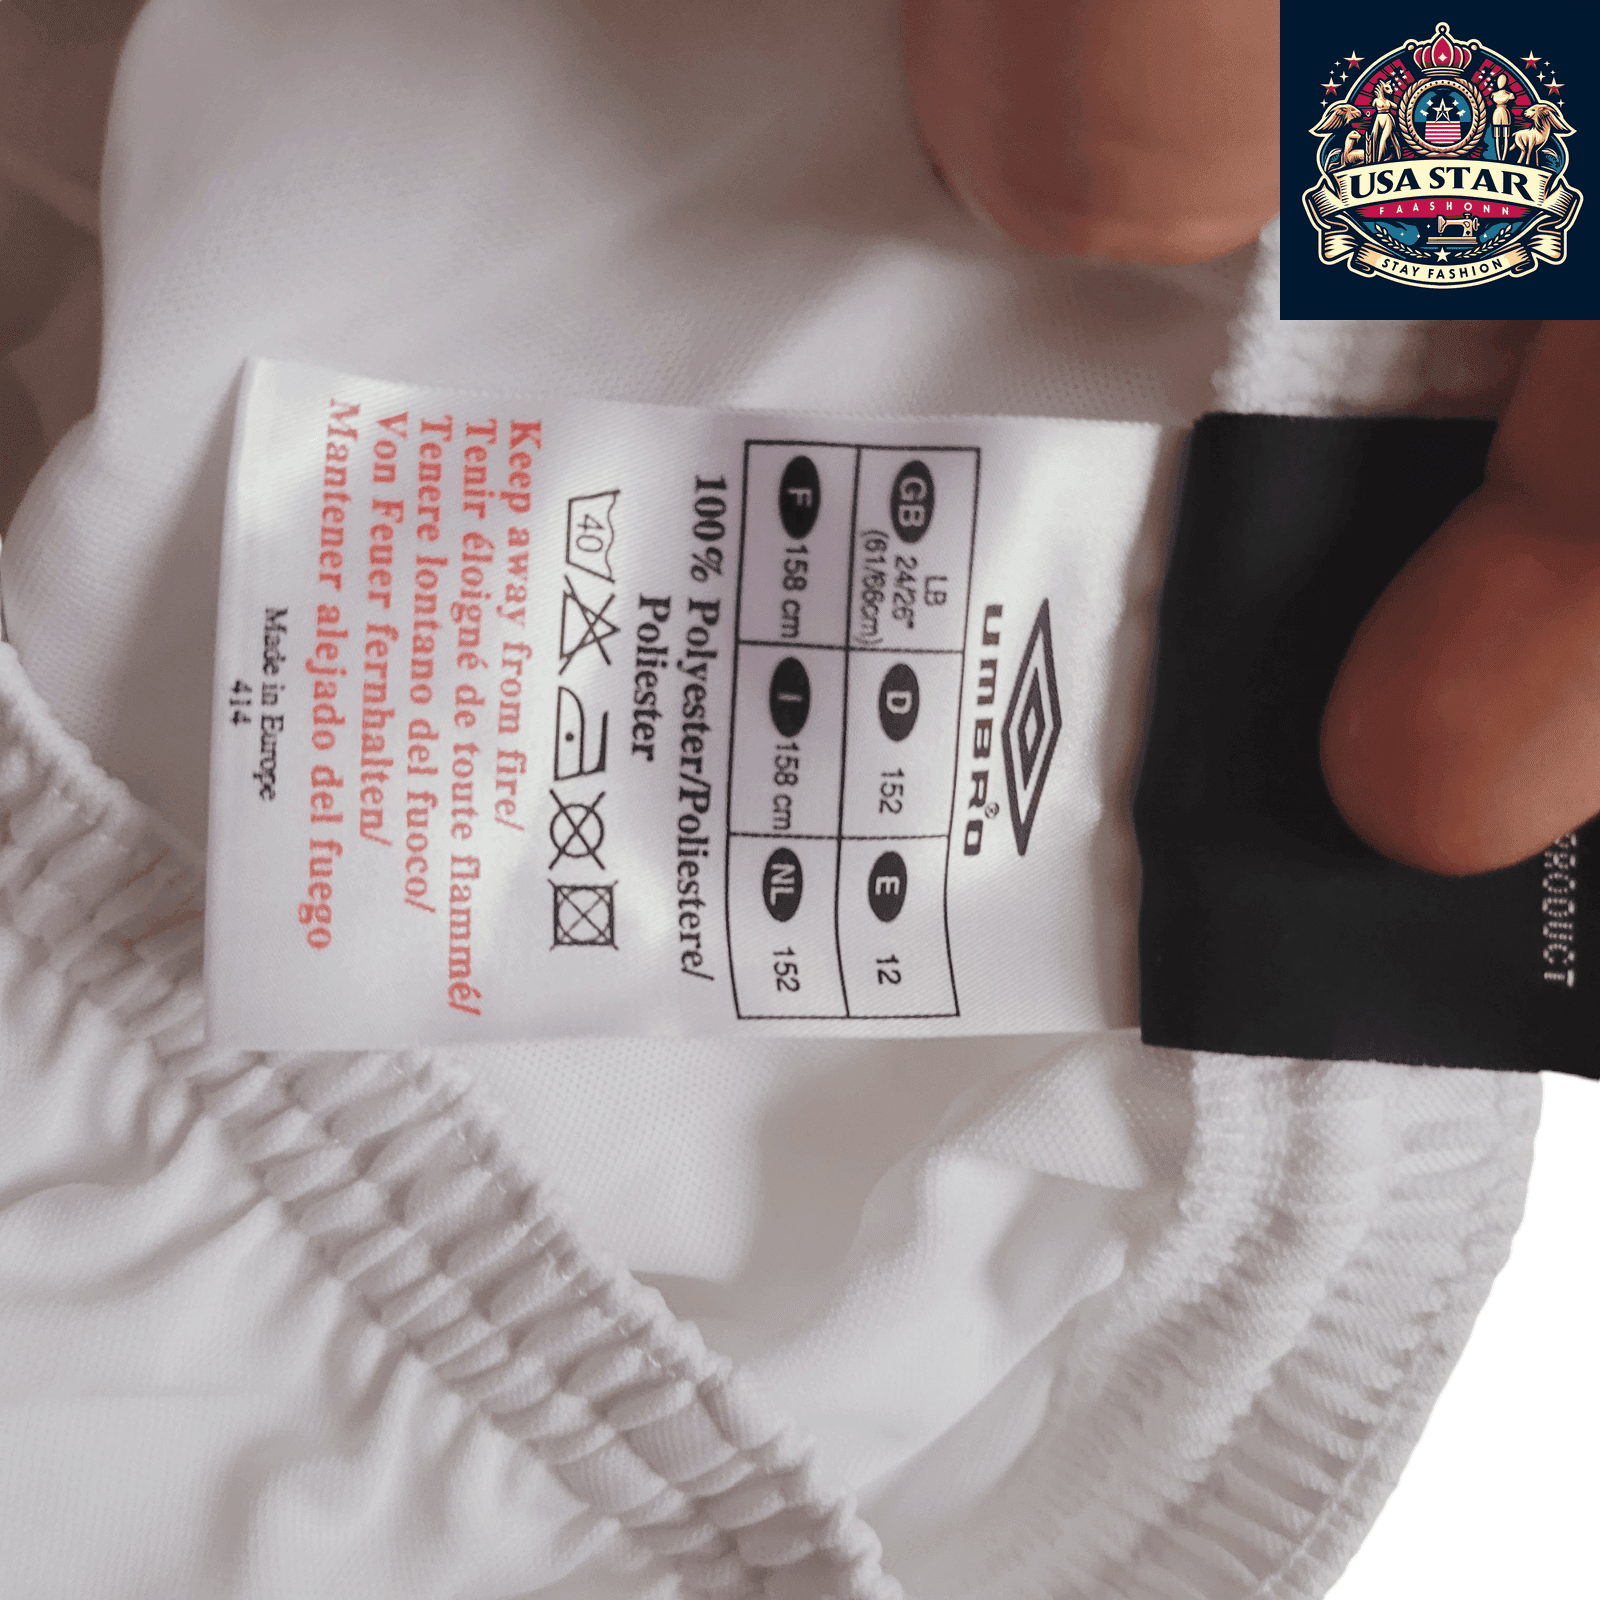 USA STAR
FAASHONN
STAY FASHION
UMBRO®
GB LB
24/26"
(61/66cm)
D 152
E 12
F 158 cm
I 158 cm
NL 152
100% Polyester/Poliestere/
Poliester
40
Keep away from fire/
Tenir éloigné de toute flammé/
Tenere lontano del fuoco/
Von Feuer fernhalten/
Mantener alejado del fuego
Made in Europe
414
PRODUCT